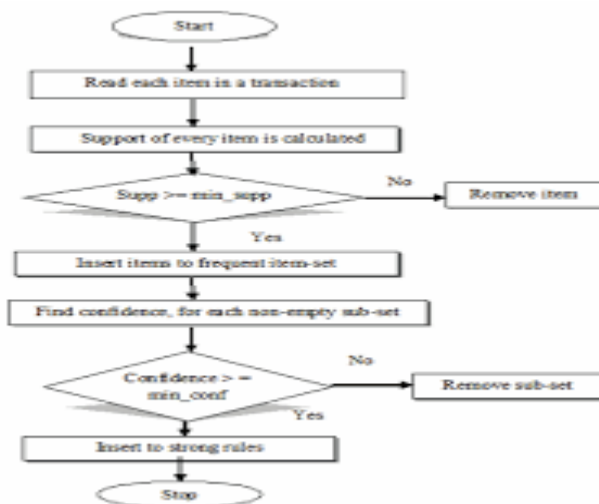 Start
Read each item in a transaction
Support of every item is calculated
Supp >= min_supp
No
Remove item
Yes
Insert items to frequent item-set
Find confidence, for each non-empty sub-set
No
Confidence > =
min_conf
Remove sub-set
Yes
Insert to strong rules
Stop